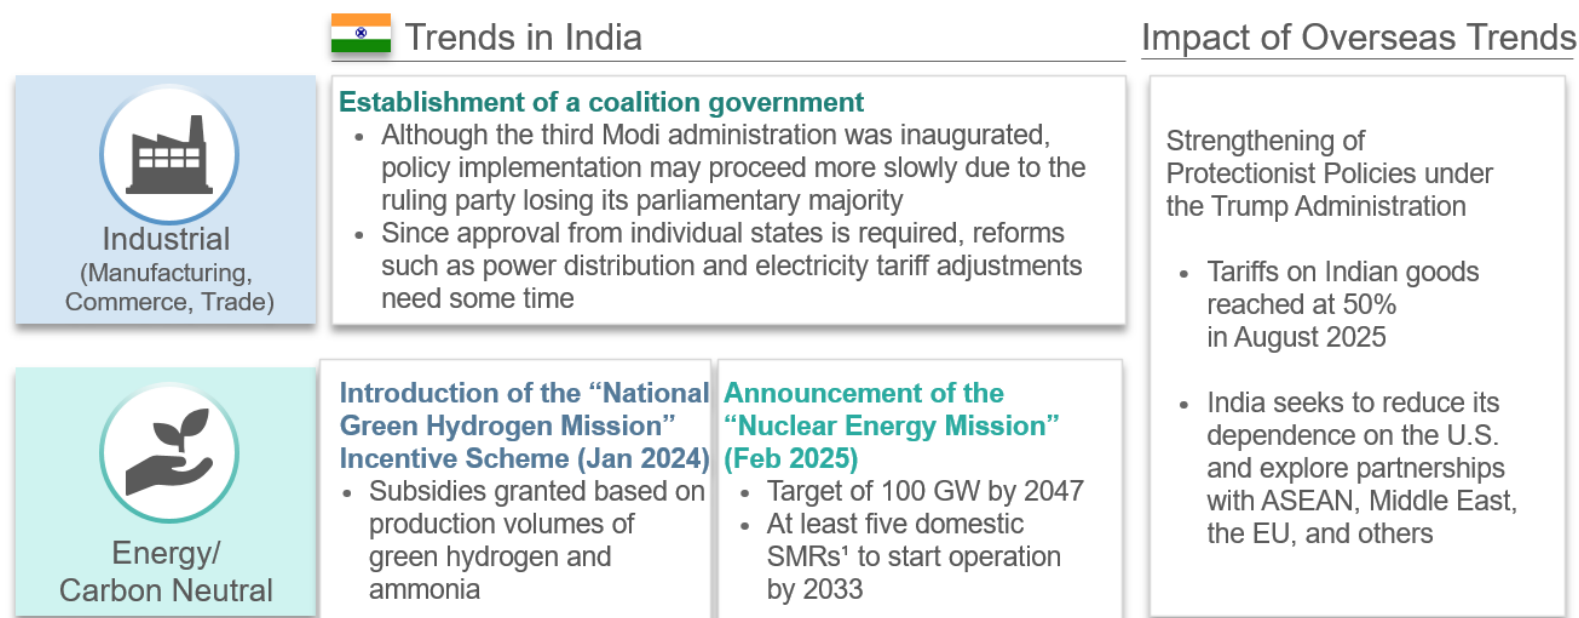 Trends in India
Impact of Overseas Trends
Industrial
(Manufacturing,
Commerce, Trade)
Establishment of a coalition government
• Although the third Modi administration was inaugurated,
policy implementation may proceed more slowly due to the
ruling party losing its parliamentary majority
• Since approval from individual states is required, reforms
such as power distribution and electricity tariff adjustments
need some time
Energy/
Carbon Neutral
Introduction of the “National
Green Hydrogen Mission”
Incentive Scheme (Jan 2024)
• Subsidies granted based on
production volumes of
green hydrogen and
ammonia
Announcement of the
“Nuclear Energy Mission”
(Feb 2025)
• Target of 100 GW by 2047
• At least five domestic
SMRs¹ to start operation
by 2033
Strengthening of
Protectionist Policies under
the Trump Administration
• Tariffs on Indian goods
reached at 50%
in August 2025
• India seeks to reduce its
dependence on the U.S.
and explore partnerships
with ASEAN, Middle East,
the EU, and others